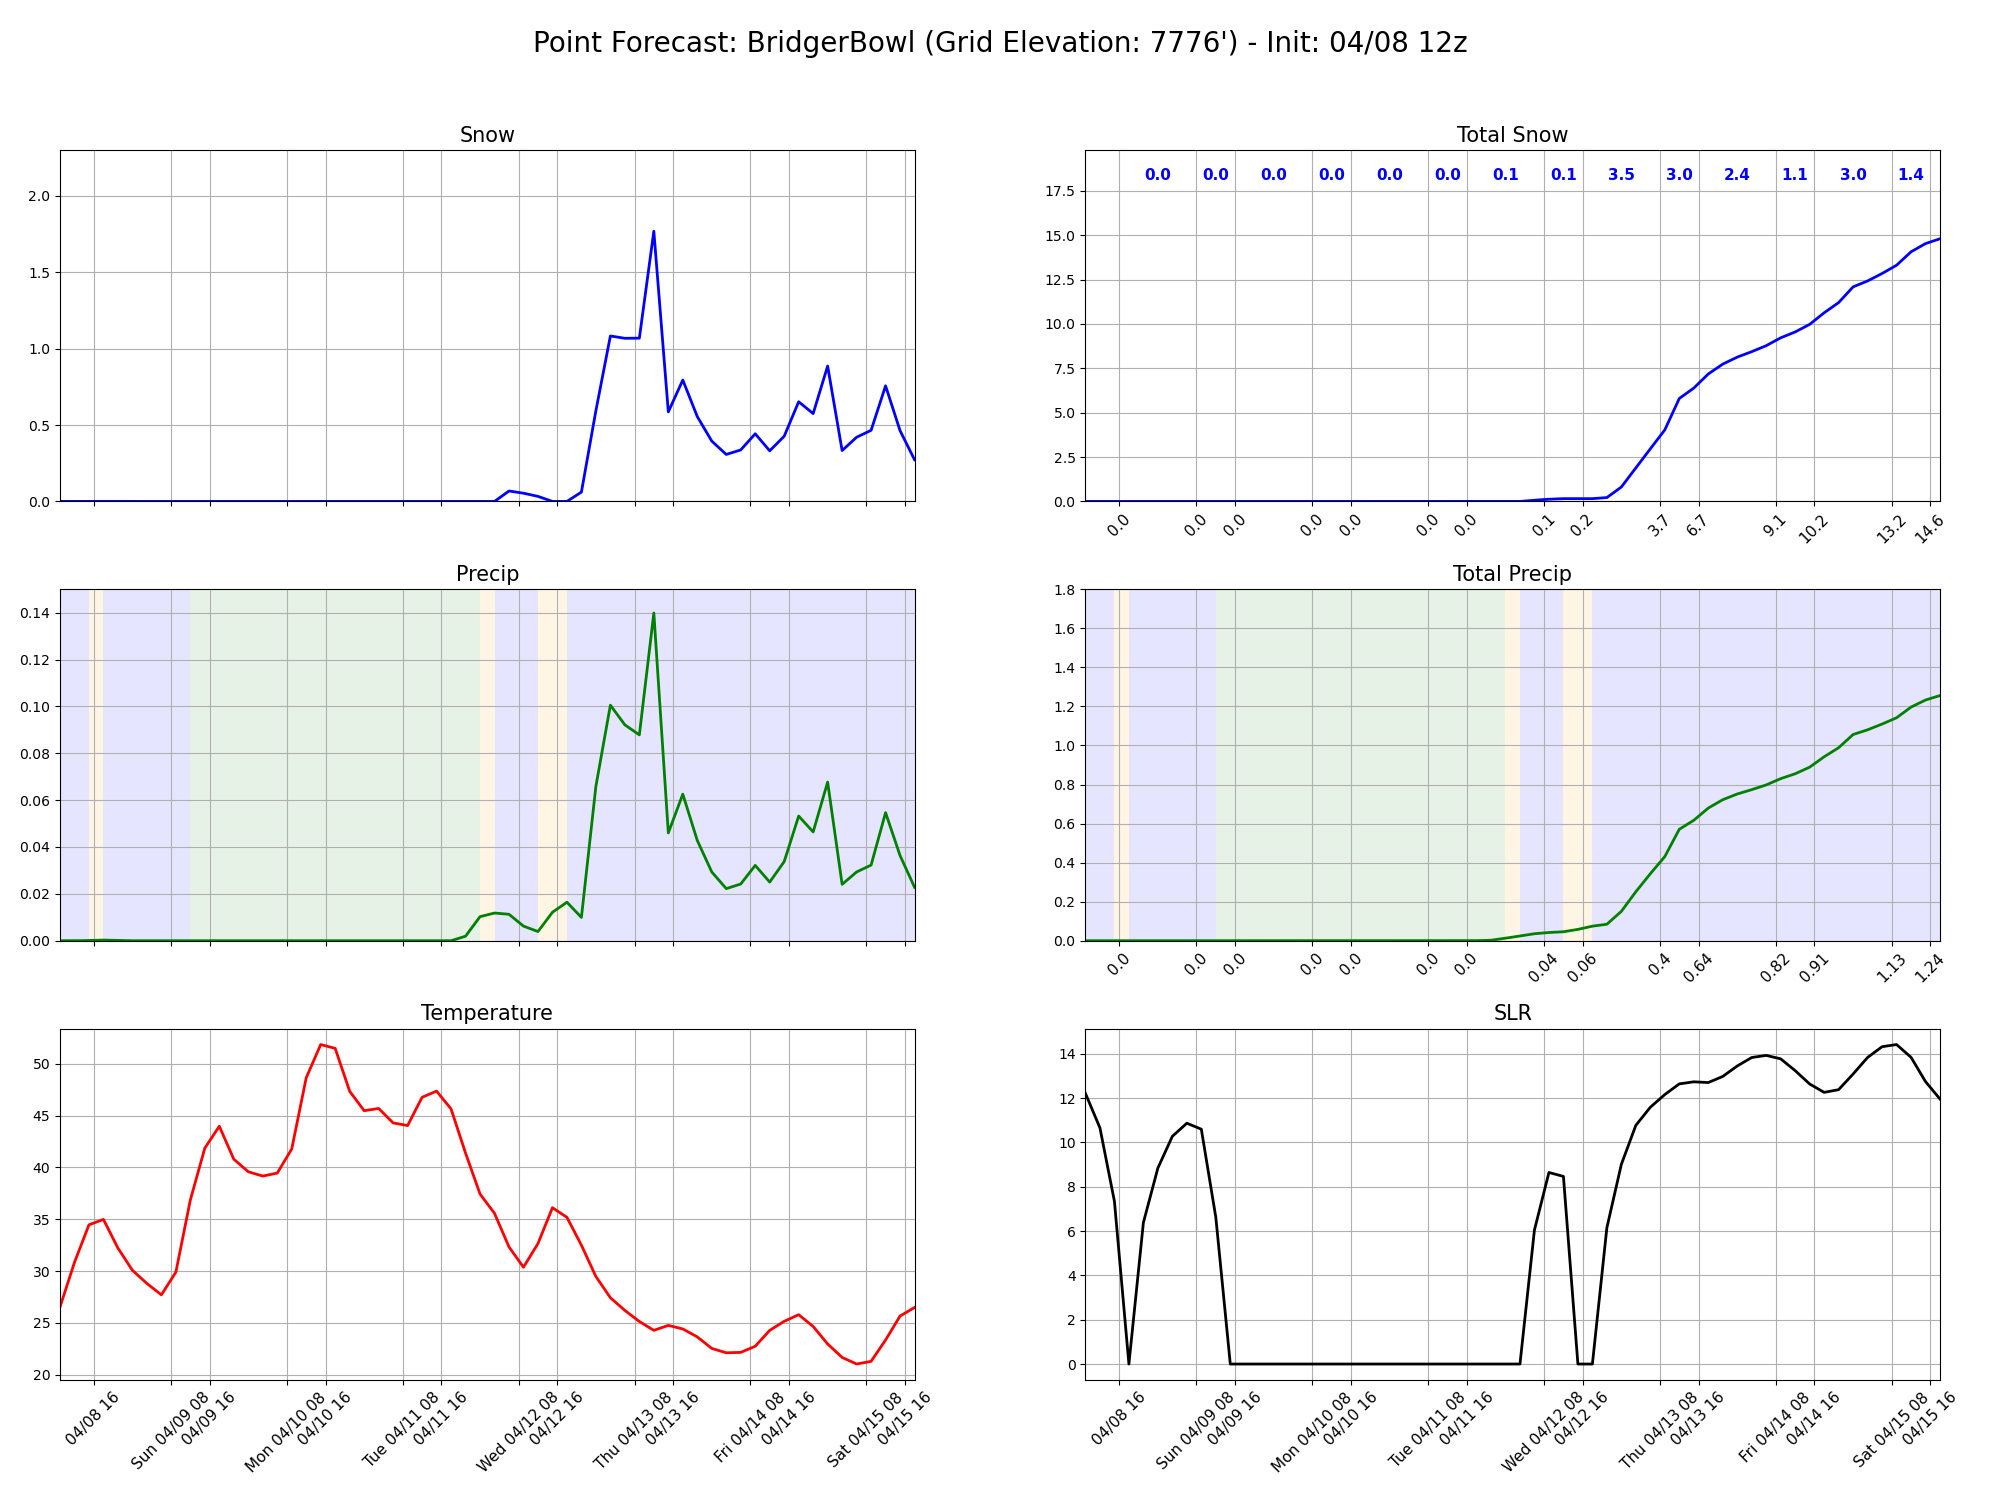 Point Forecast: BridgerBowl (Grid Elevation: 7776') - Init: 04/08 12z
Snow
2.0
1.5
1.0
0.5
0.0
Total Snow
0.0 0.0 0.0 0.0 0.0 0.0 0.1 0.1 3.5 3.0 2.4 1.1 3.0 1.4
17.5
15.0
12.5
10.0
7.5
5.0
2.5
0.0
0.0 0.0 0.0 0.0 0.0 0.0 0.0 0.1 0.2 3.7 6.7 9.1 10.2 13.2 14.6
Precip
0.14
0.12
0.10
0.08
0.06
0.04
0.02
0.00
Total Precip
1.8
1.6
1.4
1.2
1.0
0.8
0.6
0.4
0.2
0.0
0.0 0.0 0.0 0.0 0.0 0.0 0.0 0.04 0.06 0.4 0.64 0.82 0.91 1.13 1.24
Temperature
50
45
40
35
30
25
20
04/08 16
Sun 04/09 08
04/09 16
Mon 04/10 08
04/10 16
Tue 04/11 08
04/11 16
Wed 04/12 08
04/12 16
Thu 04/13 08
04/13 16
Fri 04/14 08
04/14 16
Sat 04/15 08
04/15 16
SLR
14
12
10
8
6
4
2
0
04/08 16
Sun 04/09 08
04/09 16
Mon 04/10 08
04/10 16
Tue 04/11 08
04/11 16
Wed 04/12 08
04/12 16
Thu 04/13 08
04/13 16
Fri 04/14 08
04/14 16
Sat 04/15 08
04/15 16